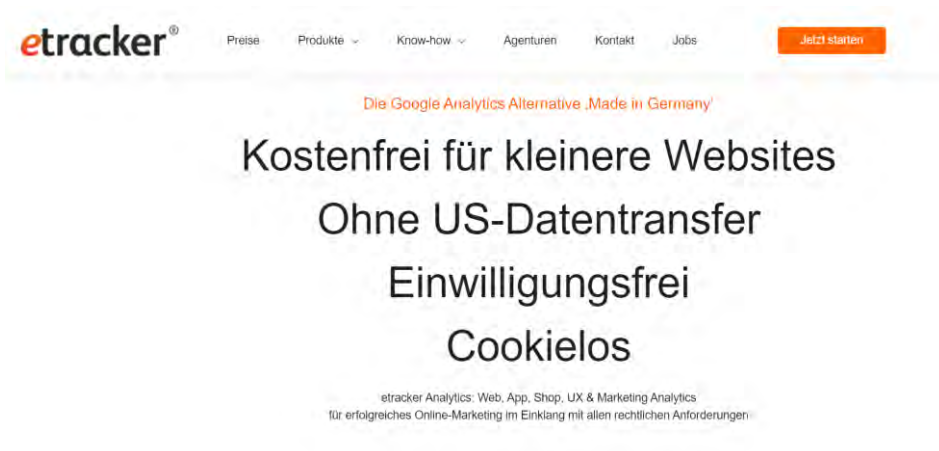 etracker®
Preise Produkte Know-how Agenturen Kontakt Jobs Jetzt starten
Die Google Analytics Alternative ‚Made in Germany'
Kostenfrei für kleinere Websites
Ohne US-Datentransfer
Einwilligungsfrei
Cookielos
etracker Analytics: Web, App, Shop, UX & Marketing Analytics
für erfolgreiches Online-Marketing im Einklang mit allen rechtlichen Anforderungen